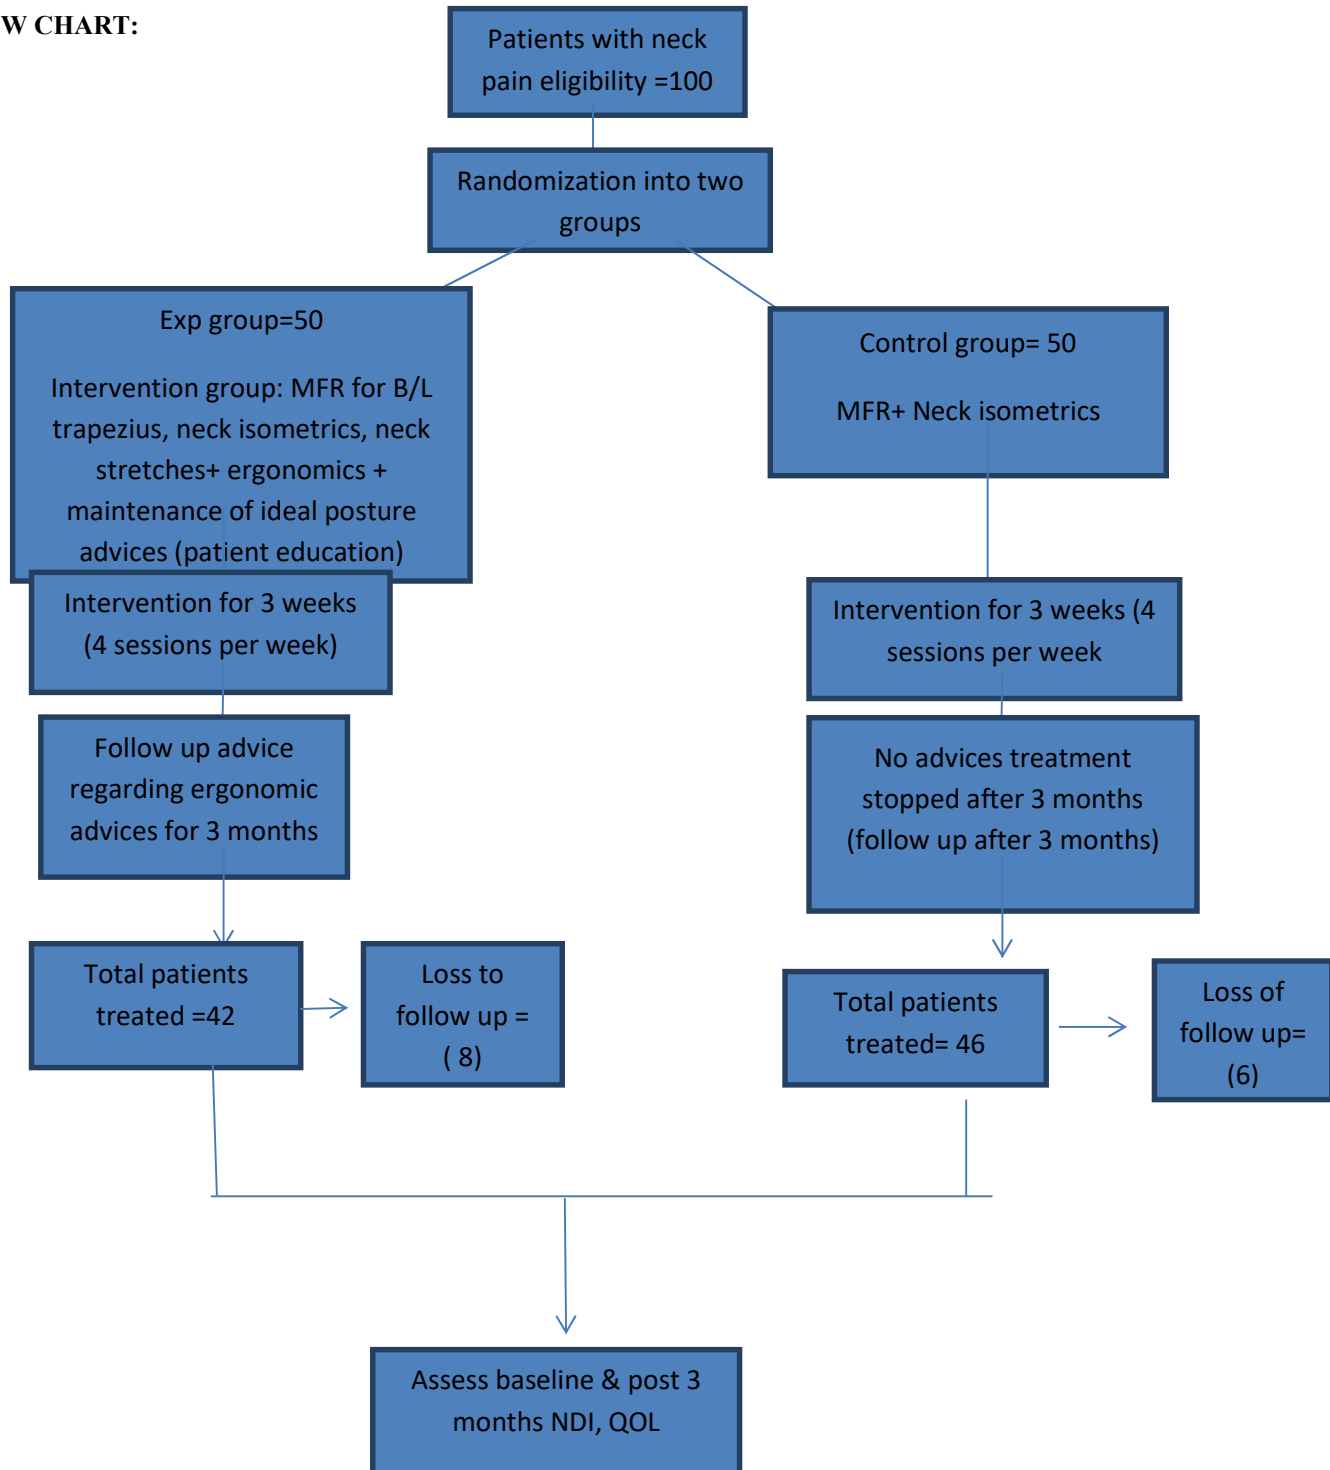 W CHART:
Patients with neck
pain eligibility =100
Randomization into two
groups
Exp group=50
Intervention group: MFR for B/L
trapezius, neck isometrics, neck
stretches+ ergonomics +
maintenance of ideal posture
advices (patient education)
Control group= 50
MFR+ Neck isometrics
Intervention for 3 weeks
(4 sessions per week)
Intervention for 3 weeks (4
sessions per week
Follow up advice
regarding ergonomic
advices for 3 months
No advices treatment
stopped after 3 months
(follow up after 3 months)
Total patients
treated =42
Loss to
follow up =
( 8)
Total patients
treated= 46
Loss of
follow up=
(6)
Assess baseline & post 3
months NDI, QOL